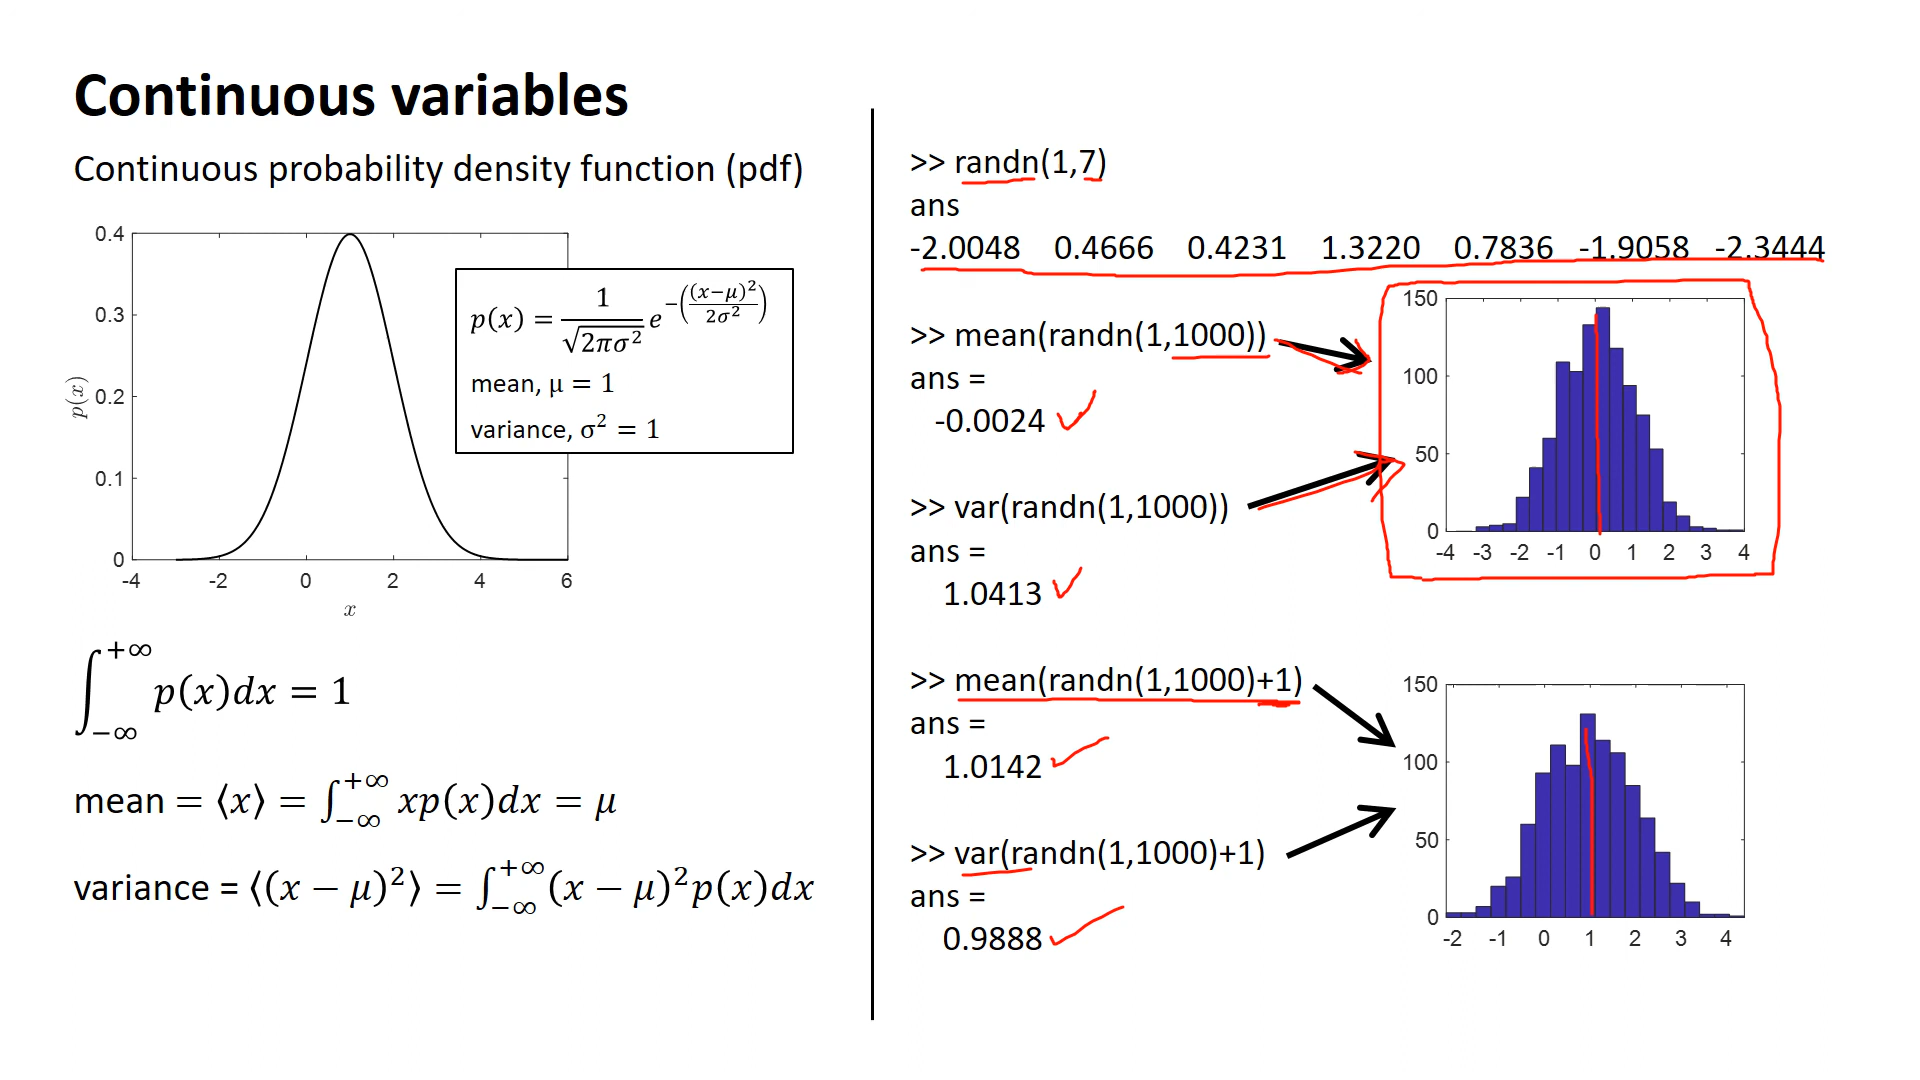 Continuous variables
Continuous probability density function (pdf)
0.4
0.3
0.2
0.1
0
-4 -2 0 2 4 6
p(x)
x
p(x) = 1/√(2πσ²) e^−((x−μ)²/2σ²)
mean, μ = 1
variance, σ² = 1
∫_−∞^+∞ p(x)dx = 1
mean = ⟨x⟩ = ∫_−∞^+∞ xp(x)dx = μ
variance = ⟨(x − μ)²⟩ = ∫_−∞^+∞ (x − μ)²p(x)dx
>> randn(1,7)
ans
-2.0048 0.4666 0.4231 1.3220 0.7836 -1.9058 -2.3444
>> mean(randn(1,1000))
ans =
-0.0024
>> var(randn(1,1000))
ans =
1.0413
150
100
50
0
-4 -3 -2 -1 0 1 2 3 4
>> mean(randn(1,1000)+1)
ans =
1.0142
>> var(randn(1,1000)+1)
ans =
0.9888
150
100
50
0
-2 -1 0 1 2 3 4